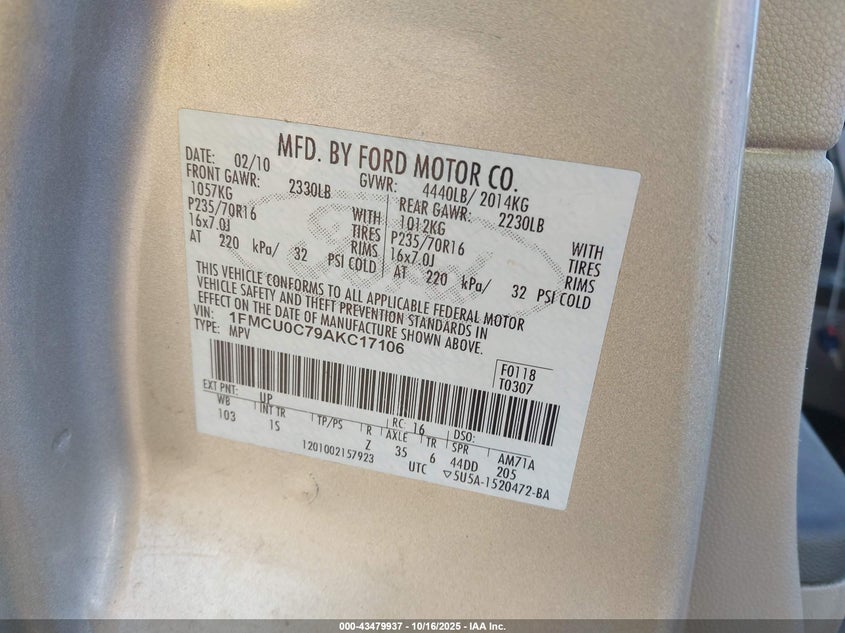 MFD. BY FORD MOTOR CO.
DATE: 02/10 GVWR: 4440LB/ 2014KG
FRONT GAWR: 2330LB REAR GAWR: 2230LB
1057KG WITH 1012KG WITH
P235/70R16 TIRES P235/70R16 TIRES
16x7.0J RIMS 16x7.0J RIMS
AT 220 kPa/ 32 PSI COLD AT 220 kPa/ 32 PSI COLD
THIS VEHICLE CONFORMS TO ALL APPLICABLE FEDERAL MOTOR
VEHICLE SAFETY AND THEFT PREVENTION STANDARDS IN
EFFECT ON THE DATE OF MANUFACTURE SHOWN ABOVE.
VIN: 1FMCU0C79AKC17106
TYPE: MPV
F0118
T0307
EXT PNT: UP RC: 16 DSO:
WB INT TR TP/PS R AXLE TR SPR AM71A
103 IS Z 35 6 44DD 205
1201002157923 UTC ▽5U5A-1520472-BA
000-43479937 - 10/16/2025 - IAA Inc.